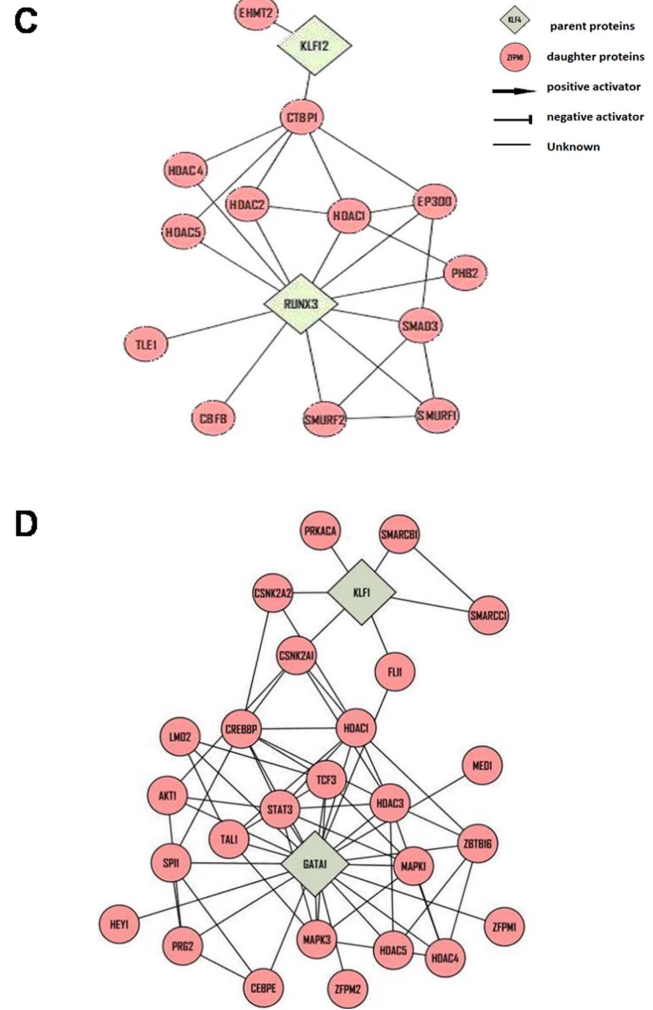 C
EHMT2
KLF12
KLF4 parent proteins
ZFPM1 daughter proteins
positive activator
negative activator
Unknown
CTBP1
HDAC4
HDAC2
HDAC1
EP300
HDAC5
PHB2
RUNX3
SMAD3
TLE1
CBFB
SMURF2
SMURF1
D
PRKACA
SMARCB1
CSNK2A2
KLF1
SMARCC1
CSNK2A1
FLI1
LMO2
CREBBP
HDAC1
MED1
TCF3
AKT1
STAT3
HDAC3
TAL1
ZBTB16
SPI1
GATA1
MAPK1
HEY1
ZFPM1
PRG2
MAPK3
HDAC5
HDAC4
CEBPE
ZFPM2